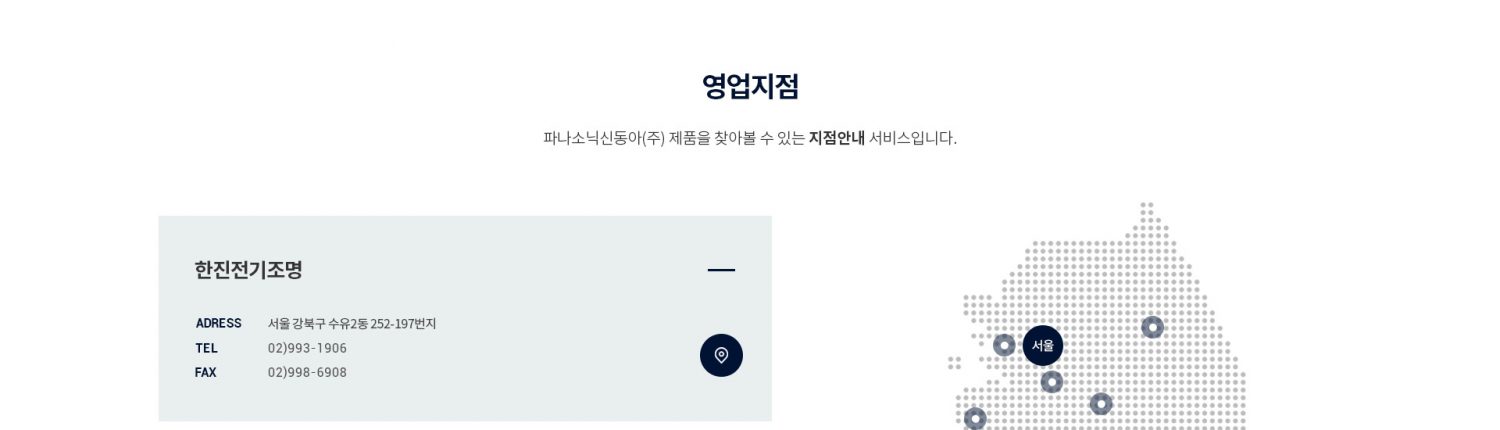 영업지점
파나소닉신동아(주) 제품을 찾아볼 수 있는 지점안내 서비스입니다.
한진전기조명
ADRESS 서울 강북구 수유2동 252-197번지
TEL 02)993-1906
FAX 02)998-6908
서울